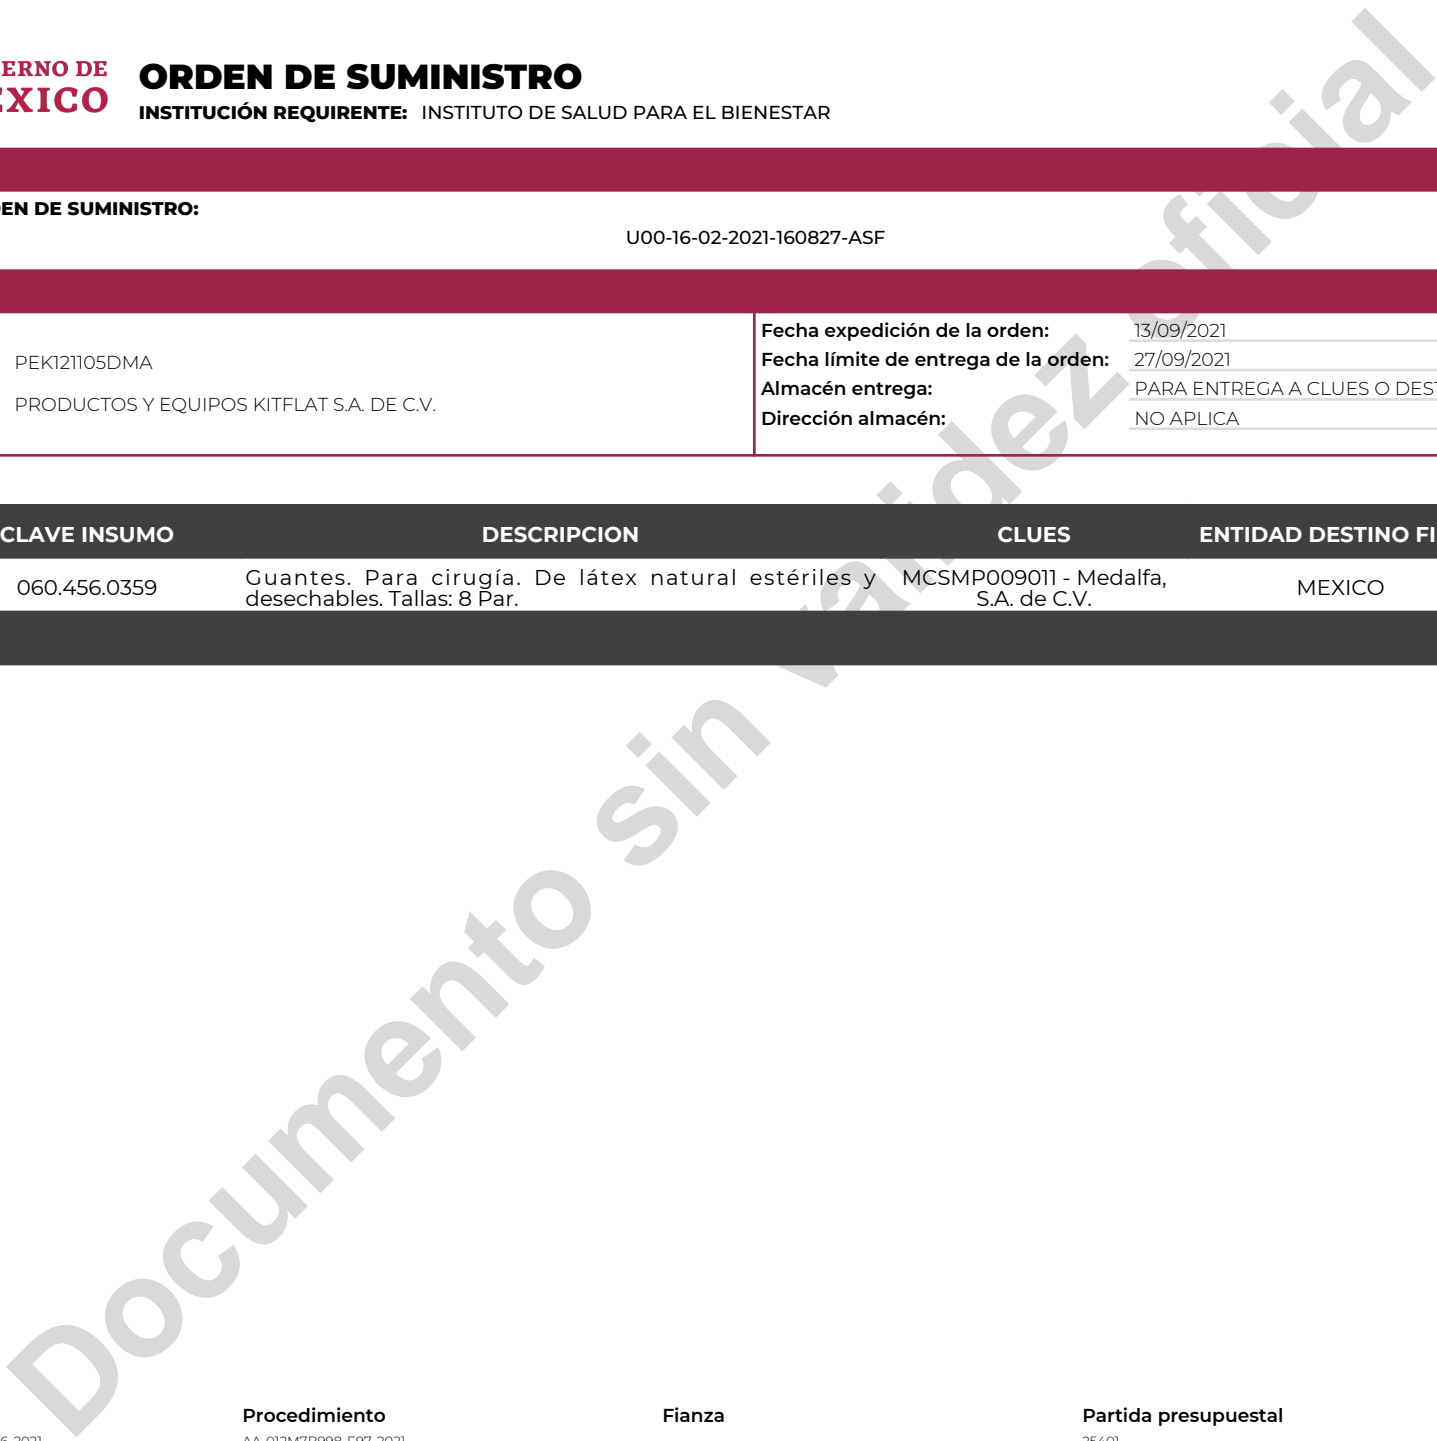 ERNO DE
EXICO
ORDEN DE SUMINISTRO
INSTITUCIÓN REQUIRENTE: INSTITUTO DE SALUD PARA EL BIENESTAR
EN DE SUMINISTRO:
U00-16-02-2021-160827-ASF
PEK121105DMA
PRODUCTOS Y EQUIPOS KITFLAT S.A. DE C.V.
Fecha expedición de la orden: 13/09/2021
Fecha límite de entrega de la orden: 27/09/2021
Almacén entrega: PARA ENTREGA A CLUES O DEST
Dirección almacén: NO APLICA
CLAVE INSUMO DESCRIPCION CLUES ENTIDAD DESTINO FI
060.456.0359 Guantes. Para cirugía. De látex natural estériles y desechables. Tallas: 8 Par. MCSMP009011 - Medalfa, S.A. de C.V. MEXICO
Documento sin validez oficial
Procedimiento Fianza Partida presupuestal